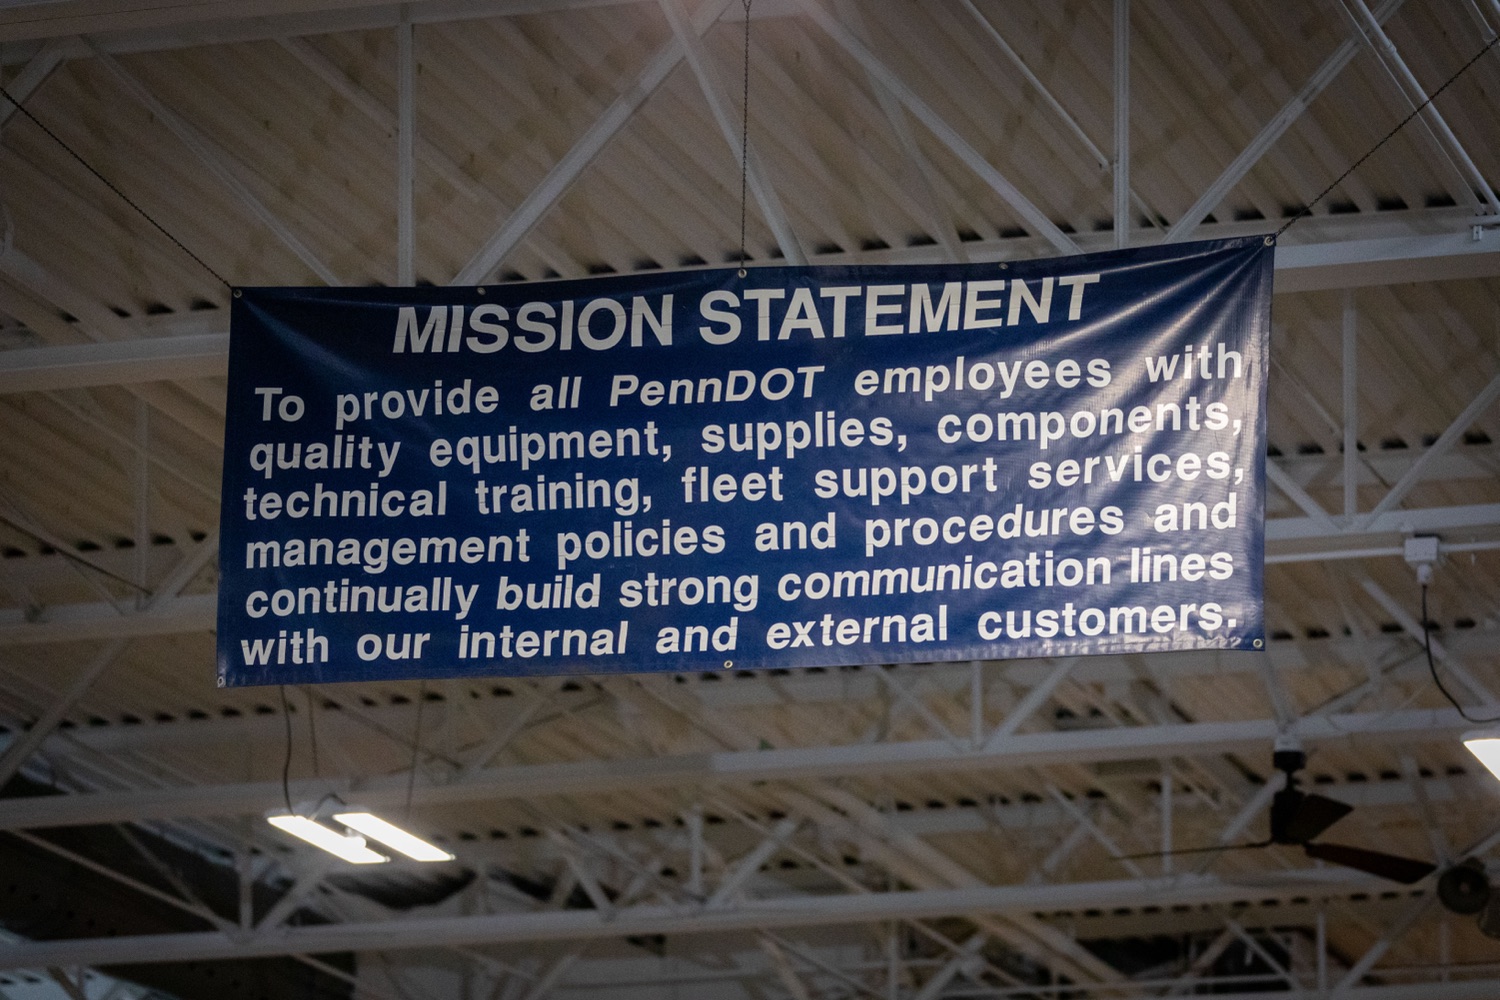 MISSION STATEMENT
To provide all PennDOT employees with
quality equipment, supplies, components,
technical training, fleet support services,
management policies and procedures and
continually build strong communication lines
with our internal and external customers.